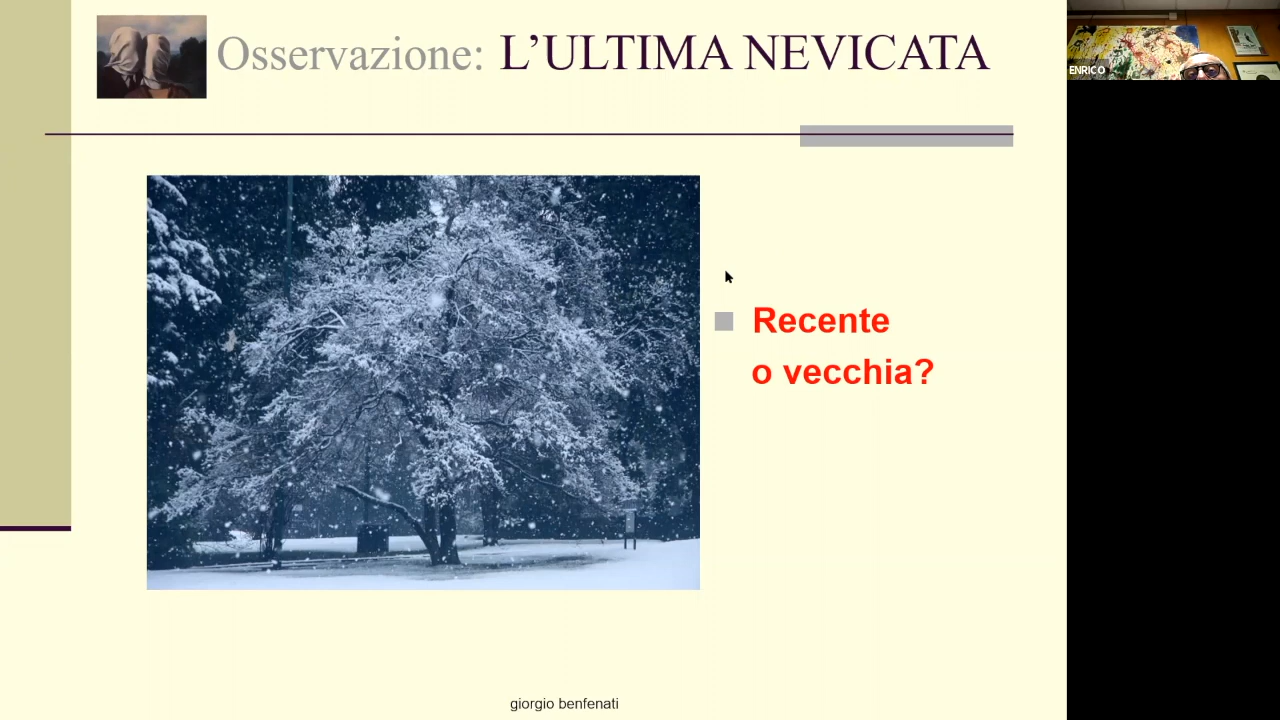 Osservazione: L’ULTIMA NEVICATA
ENRICO
Recente
o vecchia?
giorgio benfenati